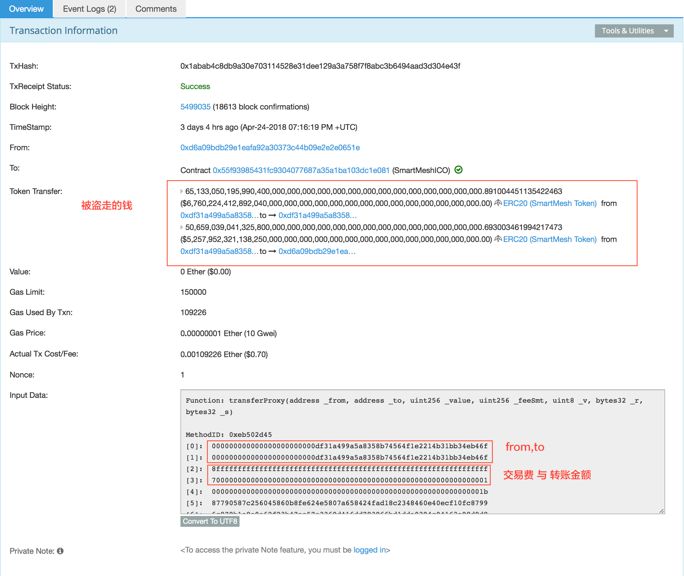 Overview Event Logs (2) Comments
Transaction Information Tools & Utilities
TxHash: 0x1abab4c8db9a30e703114528e31dee129a3a758f7f8abc3b6494aad3d304e43f
TxReceipt Status: Success
Block Height: 5499035 (18613 block confirmations)
TimeStamp: 3 days 4 hrs ago (Apr-24-2018 07:16:19 PM +UTC)
From: 0xd6a09bdb29e1eafa92a30373c44b09e2e2e0651e
To: Contract 0x55f93985431fc9304077687a35a1ba103dc1e081 (SmartMeshICO)
Token Transfer:
被盗走的钱
65,133,050,195,990,400,000,000,000,000,000,000,000,000,000,000,000,000,000,000,000,000.891004451135422463
($6,760,224,412,892,040,000,000,000,000,000,000,000,000,000,000,000,000,000,000,000,000.00) ERC20 (SmartMesh Token) from
0xdf31a499a5a8358... to → 0xdf31a499a5a8358...
50,659,039,041,325,800,000,000,000,000,000,000,000,000,000,000,000,000,000,000,000,000.693003461994217473
($5,257,952,321,138,250,000,000,000,000,000,000,000,000,000,000,000,000,000,000,000,000.00) ERC20 (SmartMesh Token) from
0xdf31a499a5a8358... to → 0xd6a09bdb29e1ea...
Value: 0 Ether ($0.00)
Gas Limit: 150000
Gas Used By Txn: 109226
Gas Price: 0.00000001 Ether (10 Gwei)
Actual Tx Cost/Fee: 0.00109226 Ether ($0.70)
Nonce: 1
Input Data:
Function: transferProxy(address _from, address _to, uint256 _value, uint256 _feeSmt, uint8 _v, bytes32 _r,
bytes32 _s)
MethodID: 0xeb502d45
[0]: 000000000000000000000000df31a499a5a8358b74564f1e2214b31bb34eb46f
[1]: 000000000000000000000000df31a499a5a8358b74564f1e2214b31bb34eb46f
from,to
[2]: 8fffffffffffffffffffffffffffffffffffffffffffffffffffffffffffffff
[3]: 7000000000000000000000000000000000000000000000000000000000000001
交易费 与 转账金额
[4]: 000000000000000000000000000000000000000000000000000000000000001b
[5]: 87790587c256045860b8fe624e5807a658424fad18c2348460e40ecf10fc8799
Convert To UTF8
Private Note: <To access the private Note feature, you must be logged in>